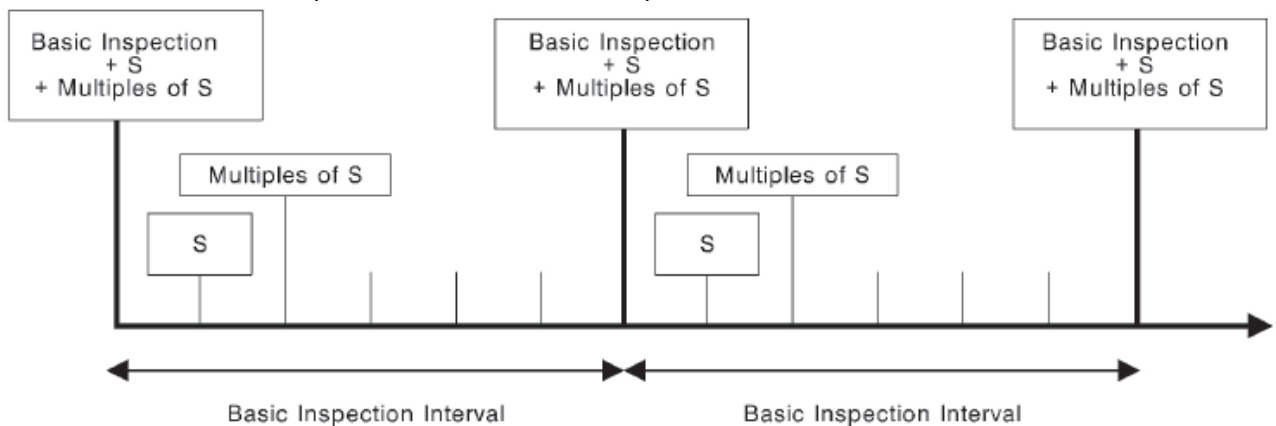 Basic Inspection
+ S
+ Multiples of S
Basic Inspection
+ S
+ Multiples of S
Basic Inspection
+ S
+ Multiples of S
Multiples of S
Multiples of S
S
S
Basic Inspection Interval
Basic Inspection Interval